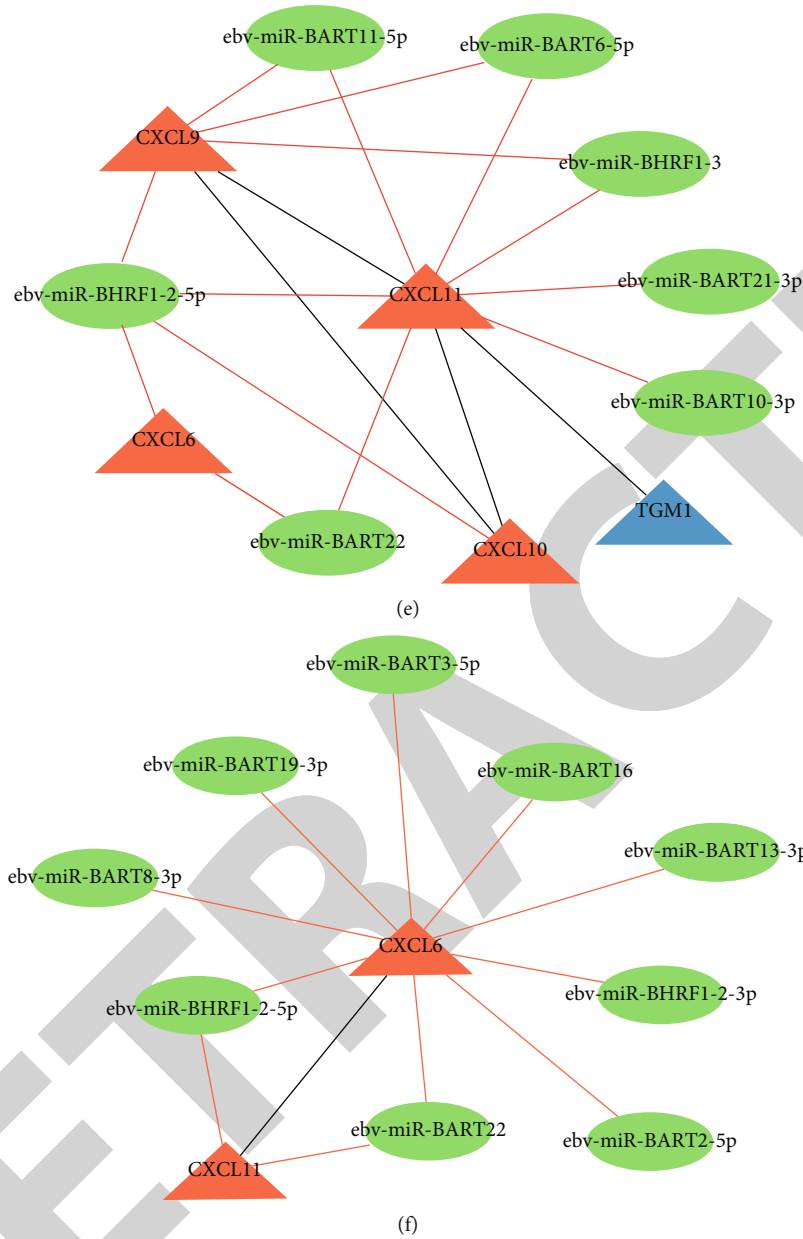 ebv-miR-BART11-5p
ebv-miR-BART6-5p
CXCL9
ebv-miR-BHRF1-3
ebv-miR-BHRF1-2-5p
CXCL11
ebv-miR-BART21-3p
ebv-miR-BART10-3p
CXCL6
TGM1
ebv-miR-BART22
CXCL10
(e)
ebv-miR-BART3-5p
ebv-miR-BART19-3p
ebv-miR-BART16
ebv-miR-BART13-3p
ebv-miR-BART8-3p
CXCL6
ebv-miR-BHRF1-2-3p
ebv-miR-BHRF1-2-5p
ebv-miR-BART22
ebv-miR-BART2-5p
CXCL11
(f)
ETRACT